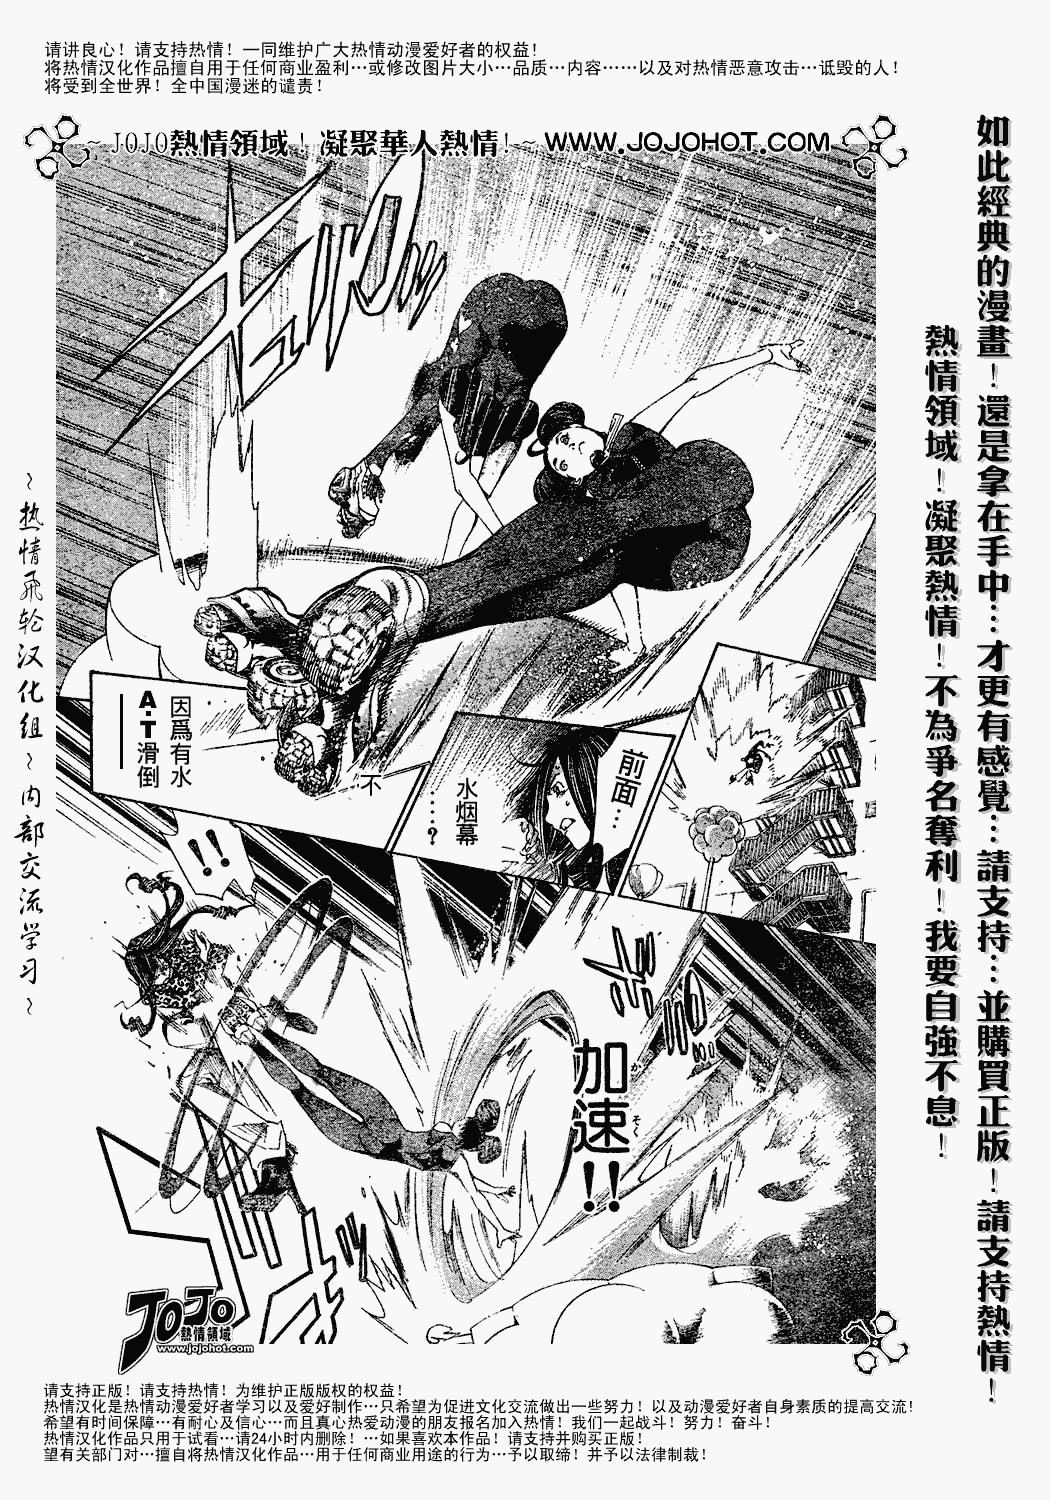 请讲良心！请支持热情！一同维护广大热情动漫爱好者的权益！
将热情汉化作品擅自用于任何商业盈利…或修改图片大小…品质…内容……以及对热情恶意攻击…诋毁的人！
将受到全世界！全中国漫迷的谴责！
~JOJO熱情領域！凝聚華人熱情！~WWW.JOJOHOT.COM
如此經典的漫畫！還是拿在手中…才更有感覺…請支持…並購買正版！請支持熱情！
熱情領域！凝聚熱情！不為爭名奪利！我要自強不息！
~热情飛轮汉化组~内部交流学习~
ギュルルッ
前面…
水烟幕
……？
不
因爲有水
A·T滑倒
——
!!
加速!!
かそく
JOJO
熱情領域
www.jojohot.com
请支持正版！请支持热情！为维护正版版权的权益！
热情汉化是热情动漫爱好者学习以及爱好制作…只希望为促进文化交流做出一些努力！以及动漫爱好者自身素质的提高交流！
希望有时间保障…有耐心及信心…而且真心热爱动漫的朋友报名加入热情！我们一起战斗！努力！奋斗！
热情汉化作品只用于试看…请24小时内删除！…如果喜欢本作品！请支持并购买正版！
望有关部门对…擅自将热情汉化作品…用于任何商业用途的行为…予以取缔！并予以法律制裁！